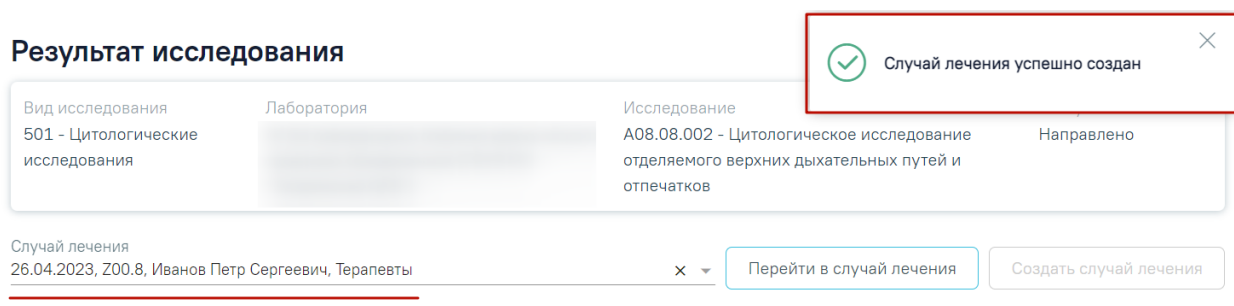 Результат исследования
Случай лечения успешно создан
Вид исследования
501 - Цитологические
исследования
Лаборатория
Исследование
A08.08.002 - Цитологическое исследование
отделяемого верхних дыхательных путей и
отпечатков
Направлено
Случай лечения
26.04.2023, Z00.8, Иванов Петр Сергеевич, Терапевты
Перейти в случай лечения
Создать случай лечения